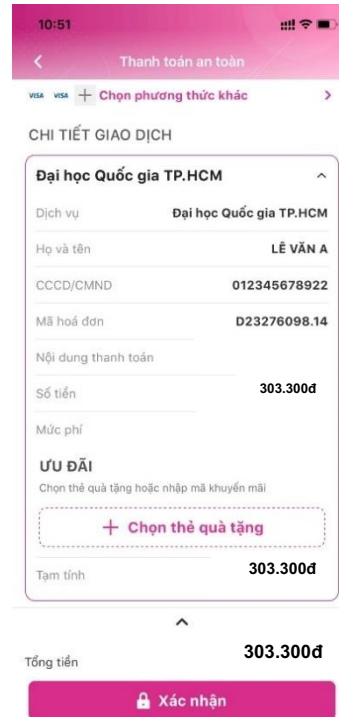 10:51
Thanh toán an toàn
VISA VISA + Chọn phương thức khác
CHI TIẾT GIAO DỊCH
Đại học Quốc gia TP.HCM
Dịch vụ Đại học Quốc gia TP.HCM
Họ và tên LÊ VĂN A
CCCD/CMND 012345678922
Mã hoá đơn D23276098.14
Nội dung thanh toán
Số tiền 303.300đ
Mức phí
ƯU ĐÃI
Chọn thẻ quà tặng hoặc nhập mã khuyến mãi
+ Chọn thẻ quà tặng
Tạm tính 303.300đ
Tổng tiền 303.300đ
Xác nhận